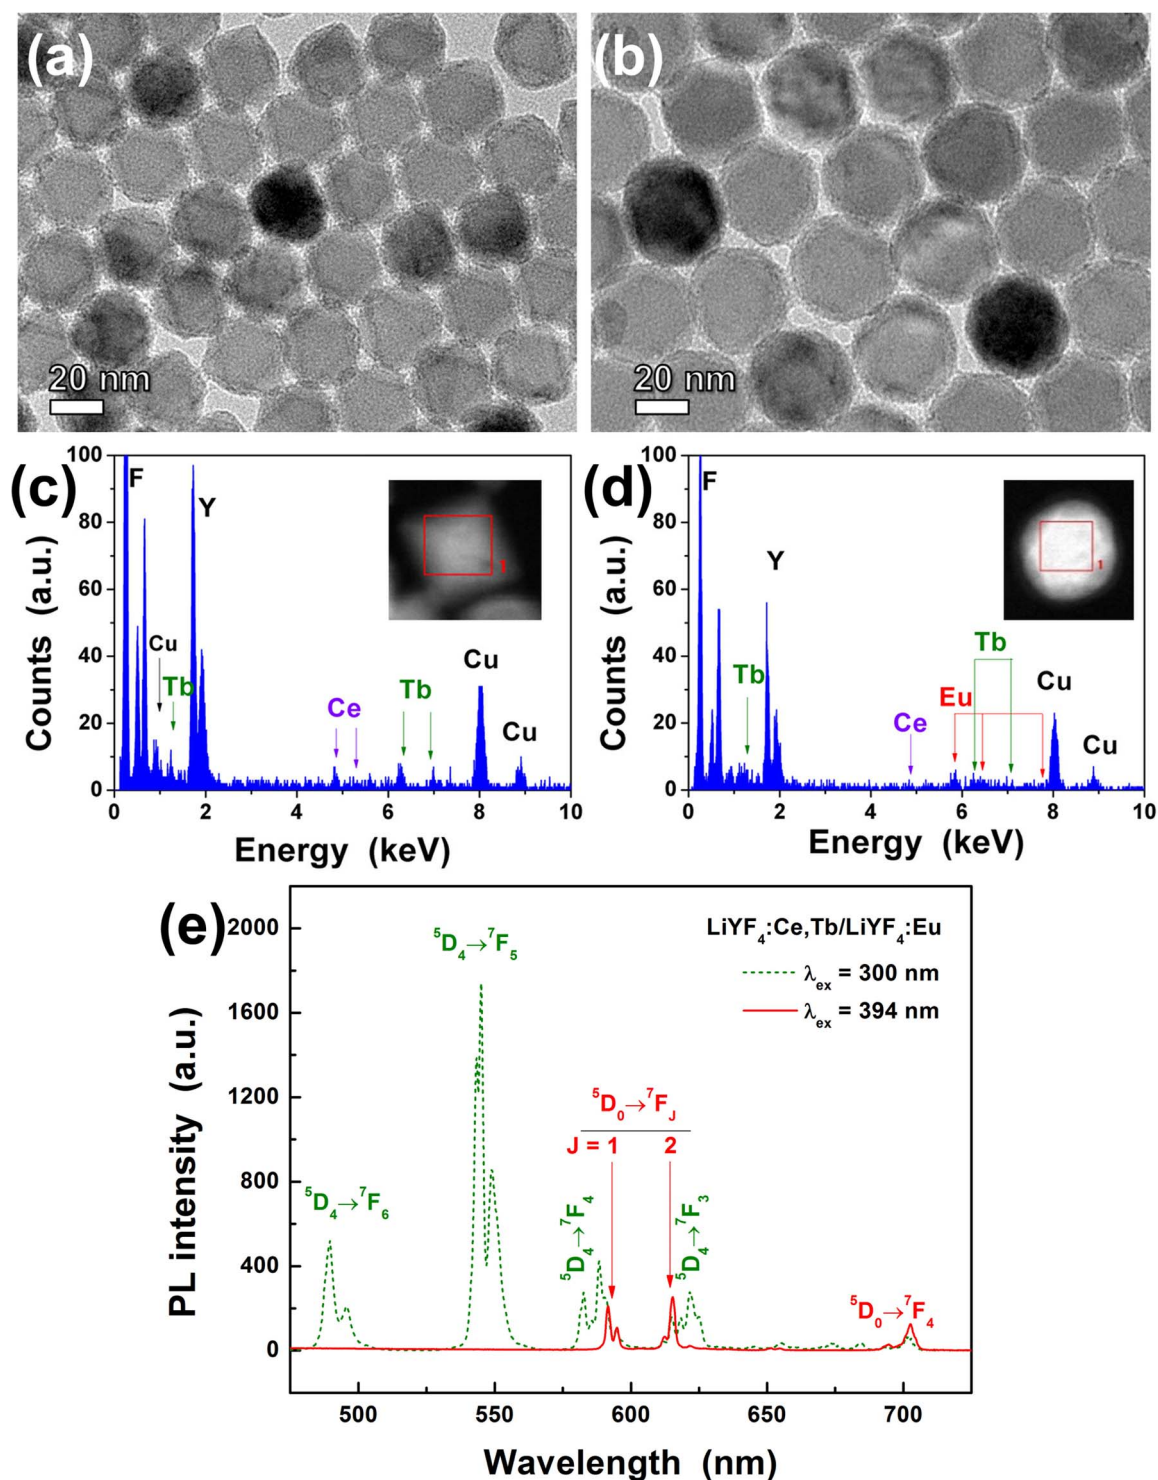 (a)
20 nm
(b)
20 nm
(c)
Counts (a.u.)
100
80
60
40
20
0
F
Y
Cu
Tb
Ce
Tb
Cu
Cu
1
0 2 4 6 8 10
Energy (keV)
(d)
Counts (a.u.)
100
80
60
40
20
0
F
Y
Tb
Ce
Eu
Tb
Cu
Cu
1
0 2 4 6 8 10
Energy (keV)
(e)
PL intensity (a.u.)
2000
1600
1200
800
400
0
LiYF₄:Ce,Tb/LiYF₄:Eu
λex = 300 nm
λex = 394 nm
⁵D₄→⁷F₆
⁵D₄→⁷F₅
⁵D₄→⁷F₄
⁵D₀→⁷F_J
J = 1 2
⁵D₄→⁷F₃
⁵D₀→⁷F₄
500 550 600 650 700
Wavelength (nm)